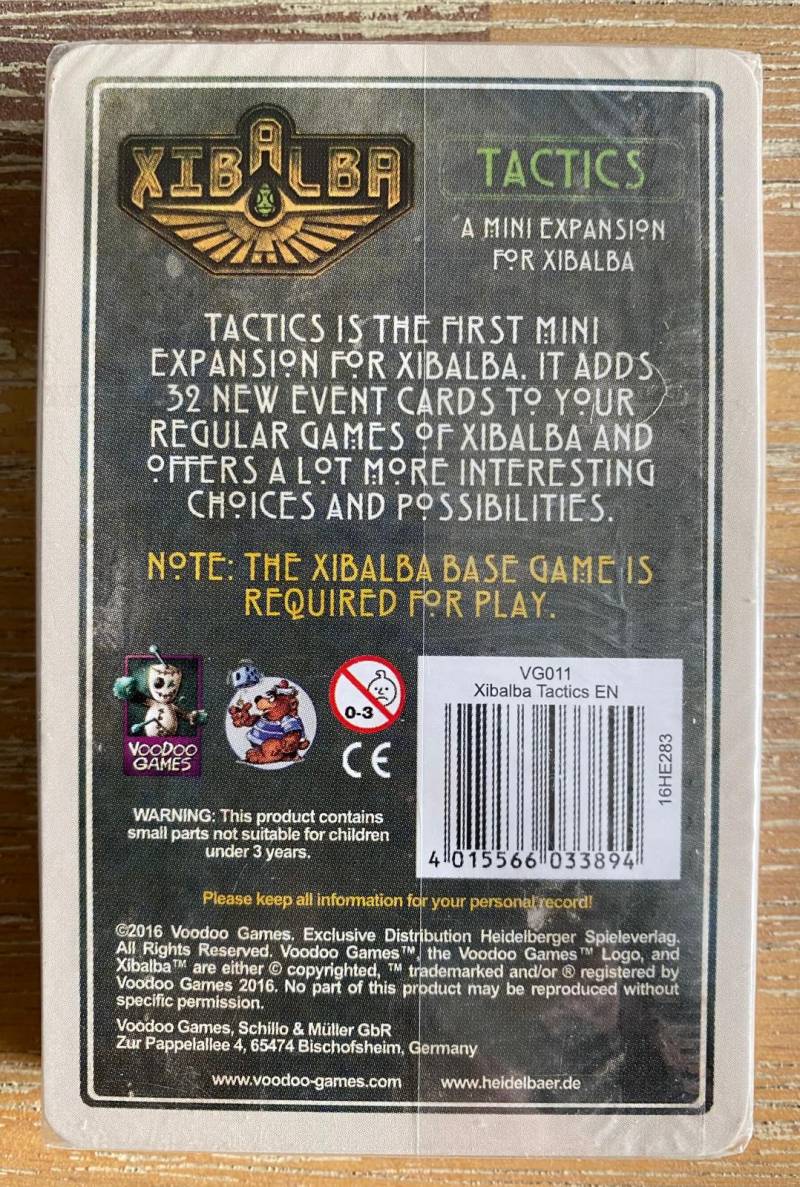 XIBALBA
TACTICS
A MINI EXPANSION
FOR XIBALBA
TACTICS IS THE FIRST MINI
EXPANSION FOR XIBALBA. IT ADDS
32 NEW EVENT CARDS TO YOUR
REGULAR GAMES OF XIBALBA AND
OFFERS A LOT MORE INTERESTING
CHOICES AND POSSIBILITIES.
NOTE: THE XIBALBA BASE GAME IS
REQUIRED FOR PLAY.
VOODOO
GAMES
0-3
CE
VG011
Xibalba Tactics EN
16HE283
4 015566 033894
WARNING: This product contains
small parts not suitable for children
under 3 years.
Please keep all information for your personal record!
©2016 Voodoo Games. Exclusive Distribution Heidelberger Spieleverlag.
All Rights Reserved. Voodoo Games™, the Voodoo Games™ Logo, and
Xibalba™ are either © copyrighted, ™ trademarked and/or ® registered by
Voodoo Games 2016. No part of this product may be reproduced without
specific permission.
Voodoo Games, Schillo & Müller GbR
Zur Pappelallee 4, 65474 Bischofsheim, Germany
www.voodoo-games.com www.heidelbaer.de